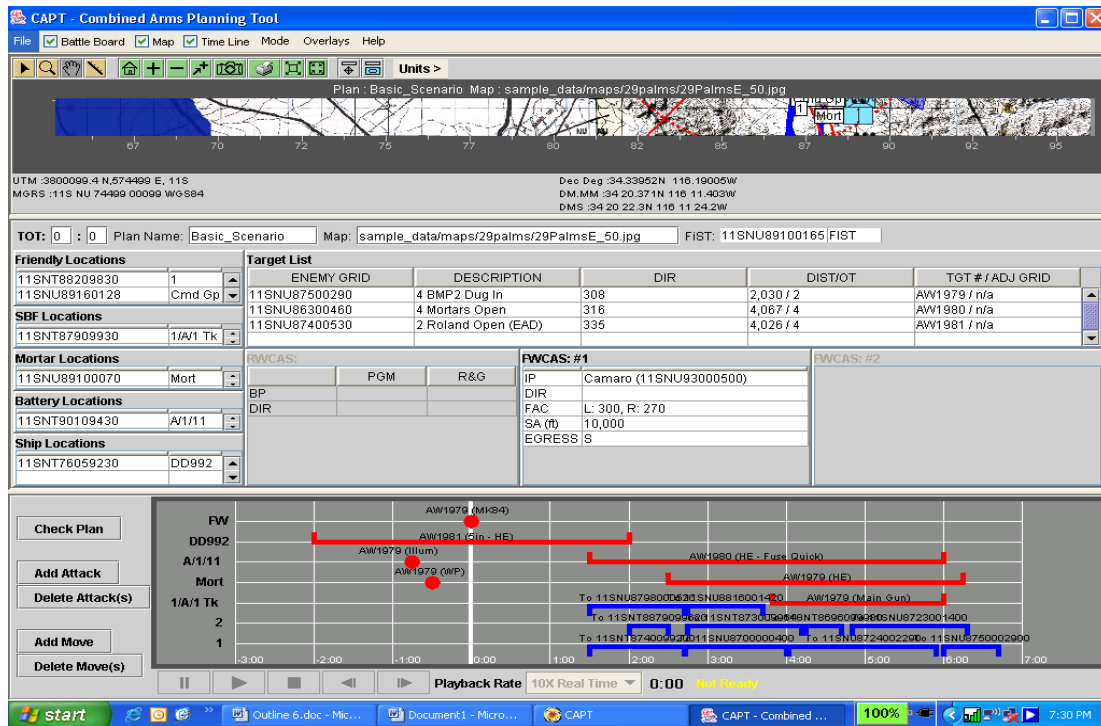 CAPT - Combined Arms Planning Tool
File Battle Board Map Time Line Mode Overlays Help
Units >
Plan : Basic_Scenario Map : sample_data/maps/29palms/29PalmsE_50.jpg
1 Mort
67 70 72 75 77 80 82 85 87 90 92 95
UTM :3800099.4 N,574499 E, 11S
MGRS :11S NU 74499 00099 WGS84
Dec Deg :34.33952N 116.19005W
DM.MM :34 20.371N 116 11.403W
DMS :34 20 22.3N 116 11 24.2W
TOT: 0 : 0 Plan Name: Basic_Scenario Map: sample_data/maps/29palms/29PalmsE_50.jpg FiST: 11SNU89100165 FIST
Friendly Locations
11SNT88209830 1
11SNU89160128 Cmd Gp
SBF Locations
11SNT87909930 1/A/1 Tk
Mortar Locations
11SNU89100070 Mort
Battery Locations
11SNT90109430 A/1/11
Ship Locations
11SNT76059230 DD992
Target List
ENEMY GRID DESCRIPTION DIR DIST/OT TGT # / ADJ GRID
11SNU87500290 4 BMP2 Dug In 308 2,030 / 2 AW1979 / n/a
11SNU86300460 4 Mortars Open 316 4,067 / 4 AW1980 / n/a
11SNU87400530 2 Roland Open (EAD) 335 4,026 / 4 AW1981 / n/a
RWCAS:
PGM R&G
BP
DIR
FWCAS: #1
IP Camaro (11SNU93000500)
DIR
FAC L: 300, R: 270
SA (ft) 10,000
EGRESS S
FWCAS: #2
Check Plan
Add Attack
Delete Attack(s)
Add Move
Delete Move(s)
FW AW1979 (MK84)
DD992 AW1981 (5in - HE)
A/1/11 AW1979 (Illum) AW1980 (HE - Fuse Quick)
Mort AW1979 (WP) AW1979 (HE)
1/A/1 Tk AW1979 (Main Gun)
2
1
-3:00 -2:00 -1:00 0:00 1:00 2:00 3:00 4:00 5:00 6:00 7:00
Playback Rate 10X Real Time 0:00 Not Ready
start Outline 6.doc - Mic... Document1 - Micro... CAPT CAPT - Combined ... 100% 7:30 PM